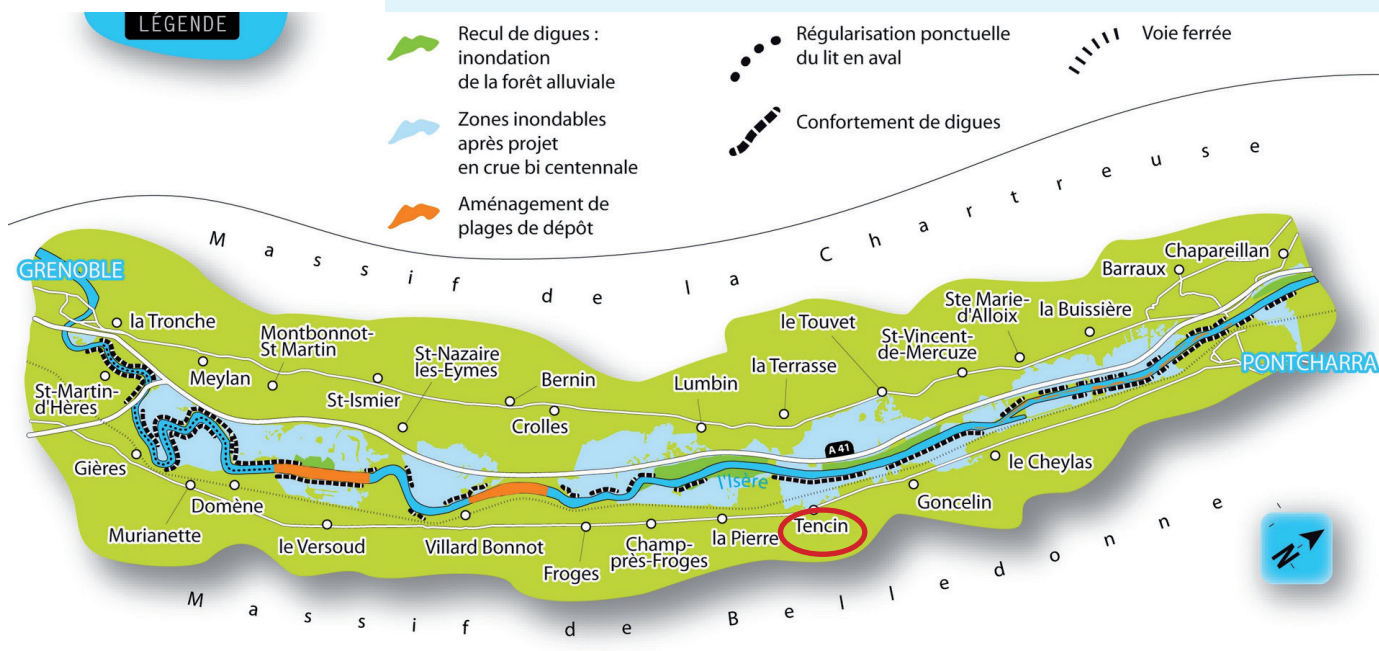 LÉGENDE
Recul de digues :
inondation
de la forêt alluviale
Zones inondables
après projet
en crue bi centennale
Aménagement de
plages de dépôt
Régularisation ponctuelle
du lit en aval
Confortement de digues
Voie ferrée
Massif de la Chartreuse
GRENOBLE
la Tronche
Montbonnot-
St Martin
Meylan
St-Martin-
d'Hères
St-Ismier
St-Nazaire
les-Eymes
Bernin
Crolles
Lumbin
la Terrasse
le Touvet
St-Vincent-
de-Mercuze
Ste Marie-
d'Alloix
la Buissière
Barraux
Chapareillan
PONTCHARRA
A 41
l'Isère
Gières
Murianette
Domène
le Versoud
Villard Bonnot
Froges
Champ-
près-Froges
la Pierre
Tencin
Goncelin
le Cheylas
Massif de Belledonne
N